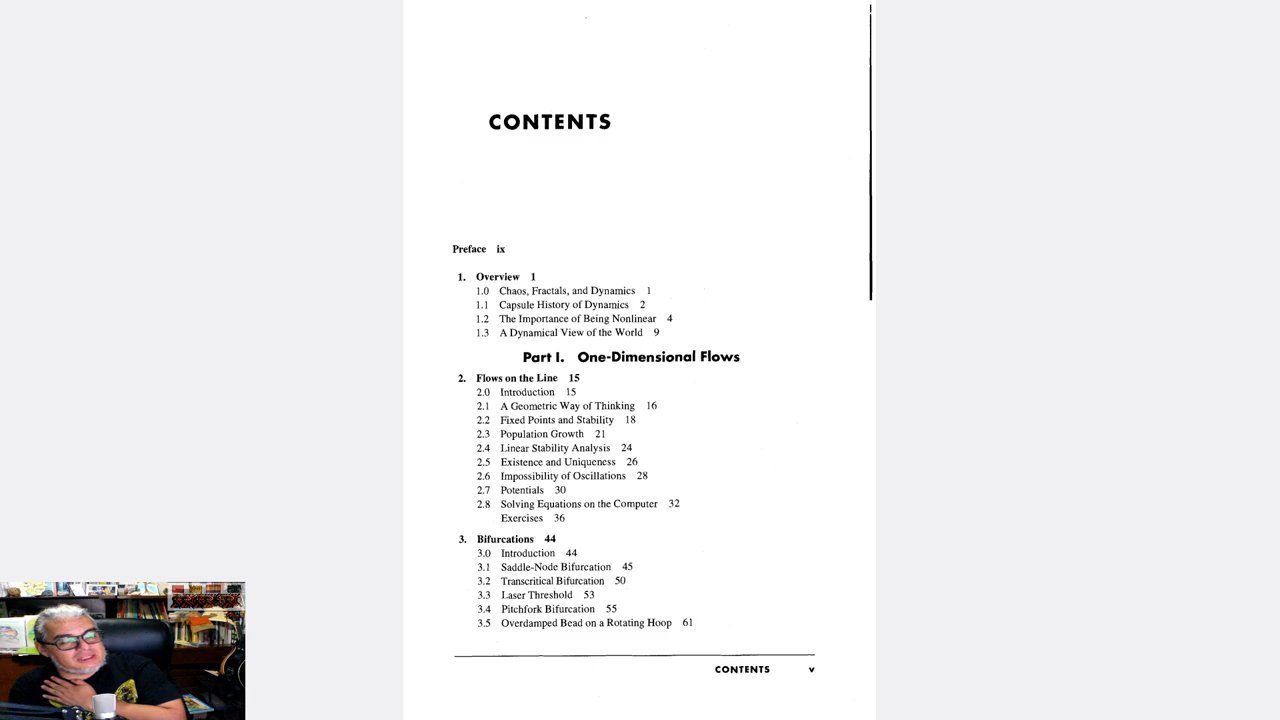 CONTENTS
Preface ix
1. Overview 1
1.0 Chaos, Fractals, and Dynamics 1
1.1 Capsule History of Dynamics 2
1.2 The Importance of Being Nonlinear 4
1.3 A Dynamical View of the World 9
Part I. One-Dimensional Flows
2. Flows on the Line 15
2.0 Introduction 15
2.1 A Geometric Way of Thinking 16
2.2 Fixed Points and Stability 18
2.3 Population Growth 21
2.4 Linear Stability Analysis 24
2.5 Existence and Uniqueness 26
2.6 Impossibility of Oscillations 28
2.7 Potentials 30
2.8 Solving Equations on the Computer 32
Exercises 36
3. Bifurcations 44
3.0 Introduction 44
3.1 Saddle-Node Bifurcation 45
3.2 Transcritical Bifurcation 50
3.3 Laser Threshold 53
3.4 Pitchfork Bifurcation 55
3.5 Overdamped Bead on a Rotating Hoop 61
CONTENTS v